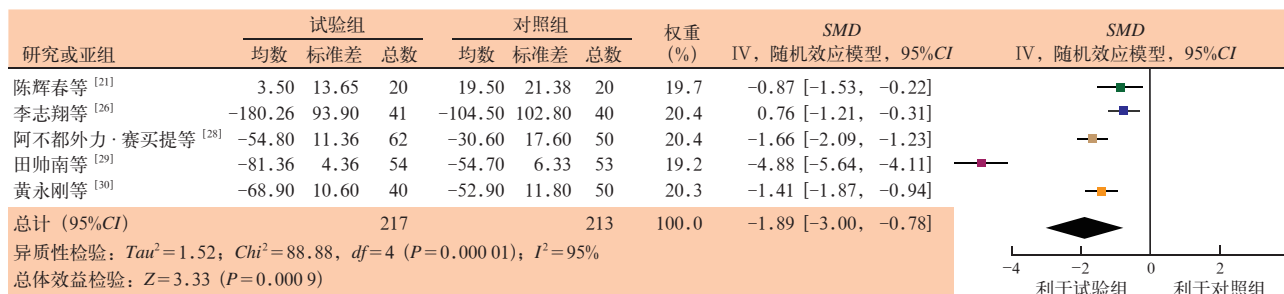 试验组 对照组 权重 SMD SMD
研究或亚组 均数 标准差 总数 均数 标准差 总数 (%) IV，随机效应模型，95%CI IV，随机效应模型，95%CI
陈辉春等 [21] 3.50 13.65 20 19.50 21.38 20 19.7 −0.87 [−1.53, −0.22]
李志翔等 [26] −180.26 93.90 41 −104.50 102.80 40 20.4 0.76 [−1.21, −0.31]
阿不都外力·赛买提等 [28] −54.80 11.36 62 −30.60 17.60 50 20.4 −1.66 [−2.09, −1.23]
田帅南等 [29] −81.36 4.36 54 −54.70 6.33 53 19.2 −4.88 [−5.64, −4.11]
黄永刚等 [30] −68.90 10.60 40 −52.90 11.80 50 20.3 −1.41 [−1.87, −0.94]
总计 (95%CI) 217 213 100.0 −1.89 [−3.00, −0.78]
异质性检验：Tau²=1.52；Chi²=88.88，df=4 (P=0.000 01)；I²=95%
总体效益检验：Z=3.33 (P=0.000 9)
−4 −2 0 2
利于试验组 利于对照组